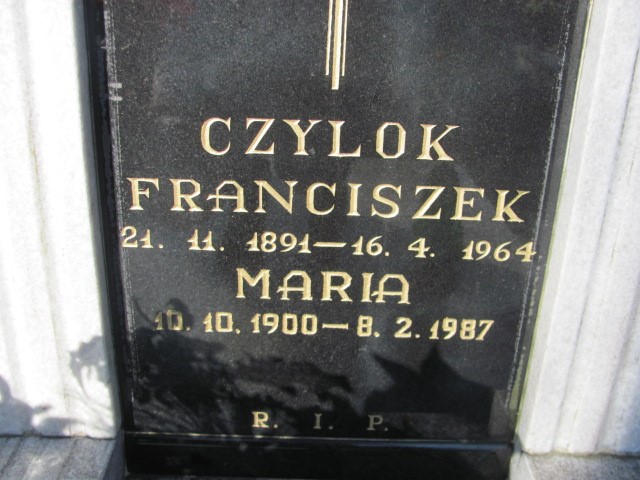 CZYLOK
FRANCISZEK
21. 11. 1891—16. 4. 1964
MARIA
10. 10. 1900—8. 2. 1987
R. I. P.